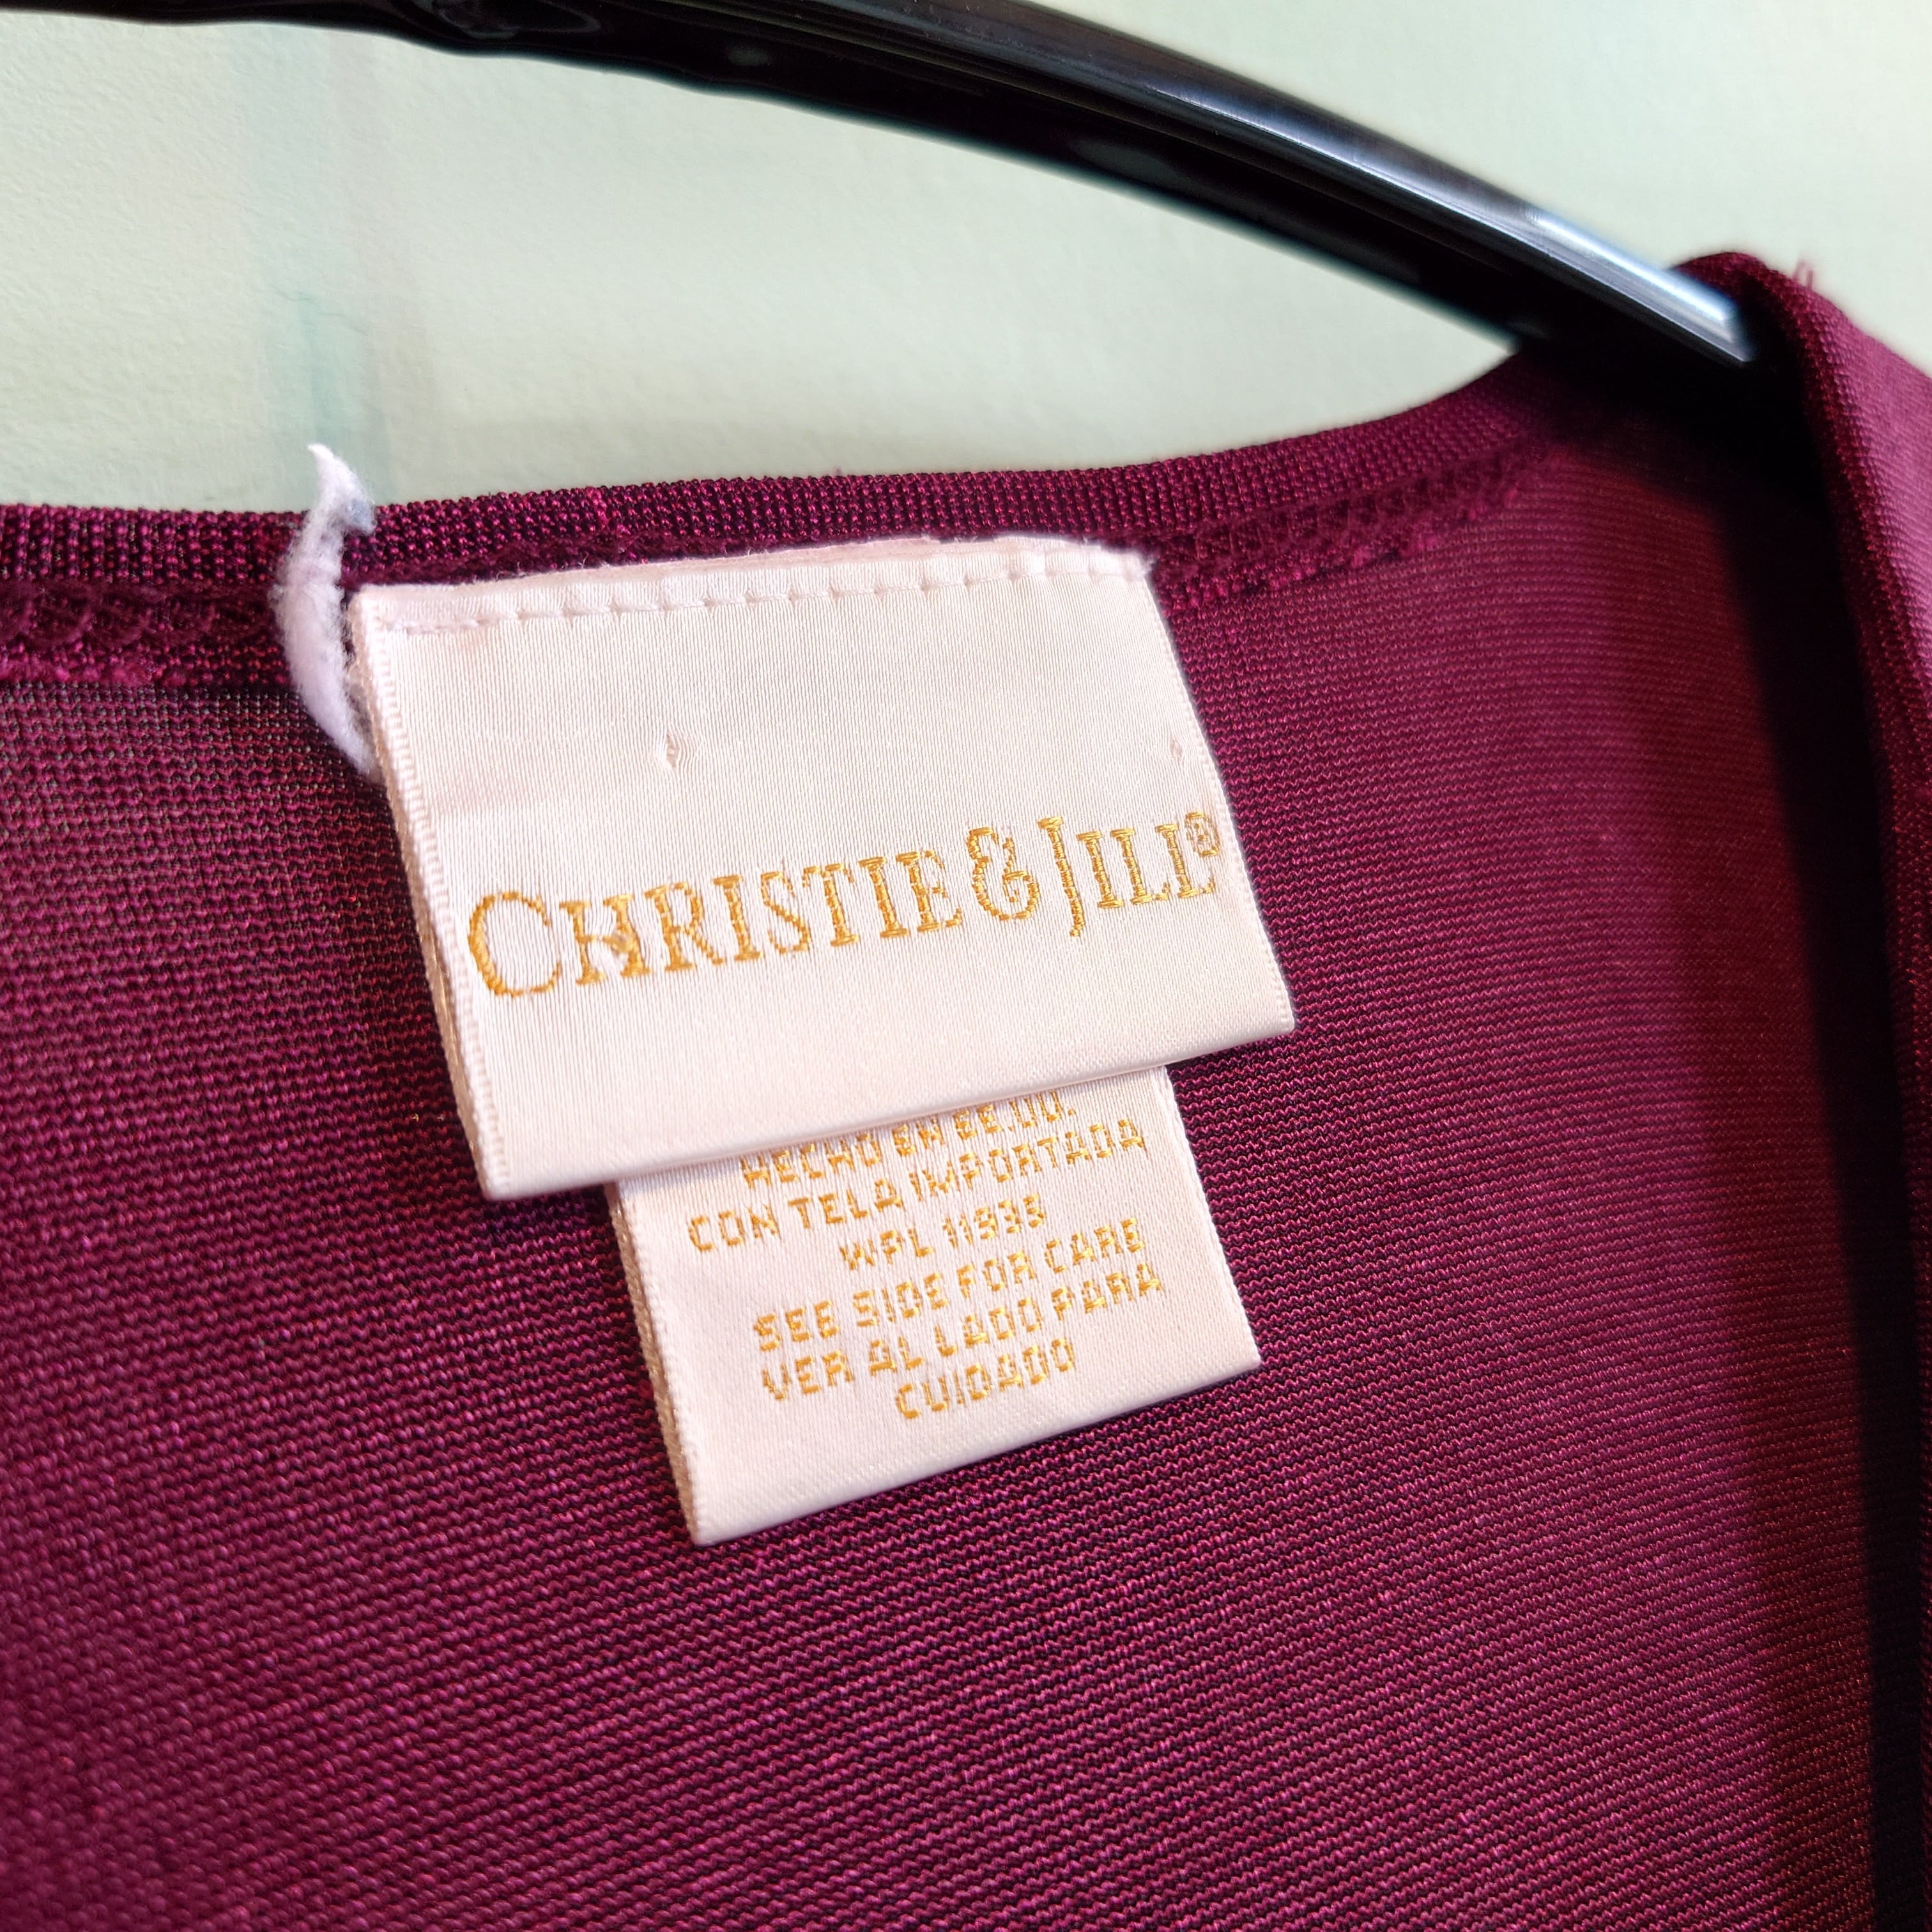 CHRISTIE & JILL®
HECHO EN EE.UU.
CON TELA IMPORTADA
WPL 11935
SEE SIDE FOR CARE
VER AL LADO PARA
CUIDADO